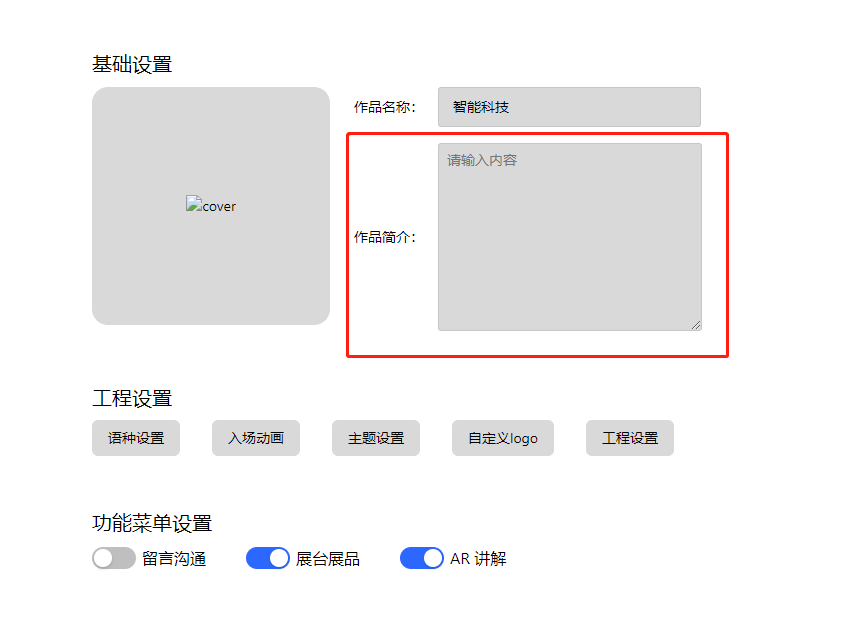 基础设置
cover
作品名称：
智能科技
作品简介：
请输入内容
工程设置
语种设置 入场动画 主题设置 自定义logo 工程设置
功能菜单设置
留言沟通 展台展品 AR 讲解